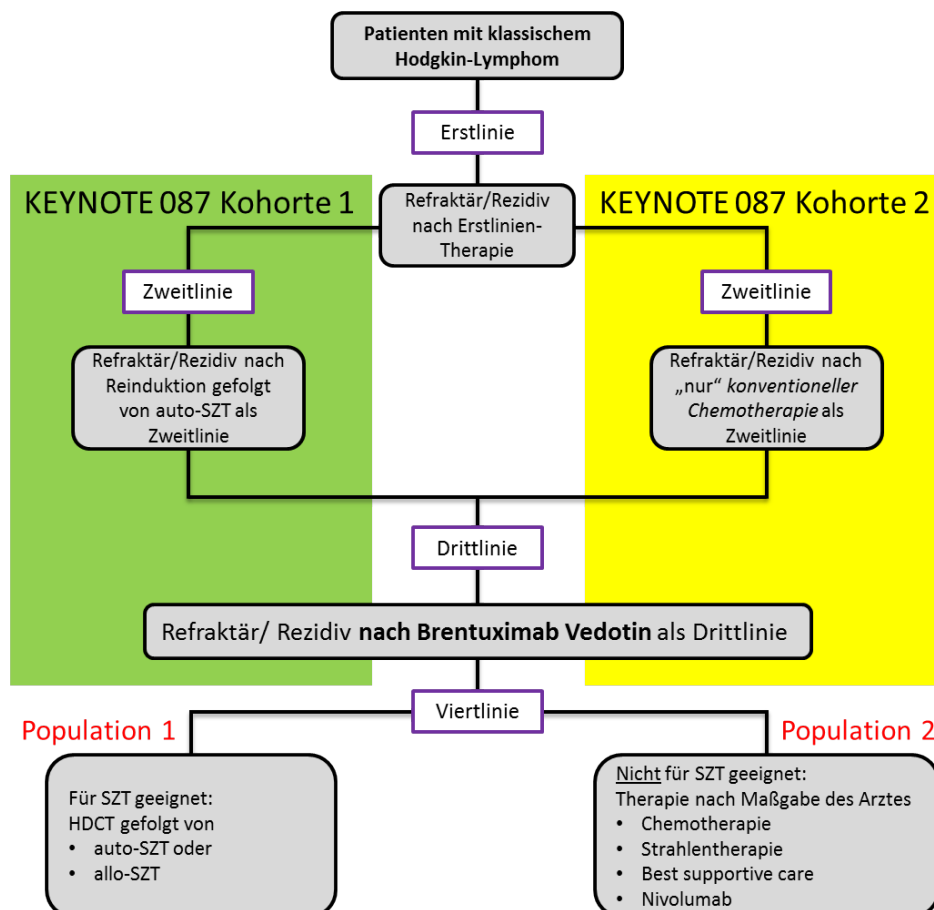 Patienten mit klassischem
Hodgkin-Lymphom
Erstlinie
KEYNOTE 087 Kohorte 1
Refraktär/Rezidiv
nach Erstlinien-
Therapie
KEYNOTE 087 Kohorte 2
Zweitlinie
Zweitlinie
Refraktär/Rezidiv nach
Reinduktion gefolgt
von auto-SZT als
Zweitlinie
Refraktär/Rezidiv nach
„nur“ konventioneller
Chemotherapie als
Zweitlinie
Drittlinie
Refraktär/ Rezidiv nach Brentuximab Vedotin als Drittlinie
Viertlinie
Population 1
Population 2
Für SZT geeignet:
HDCT gefolgt von
• auto-SZT oder
• allo-SZT
Nicht für SZT geeignet:
Therapie nach Maßgabe des Arztes
• Chemotherapie
• Strahlentherapie
• Best supportive care
• Nivolumab